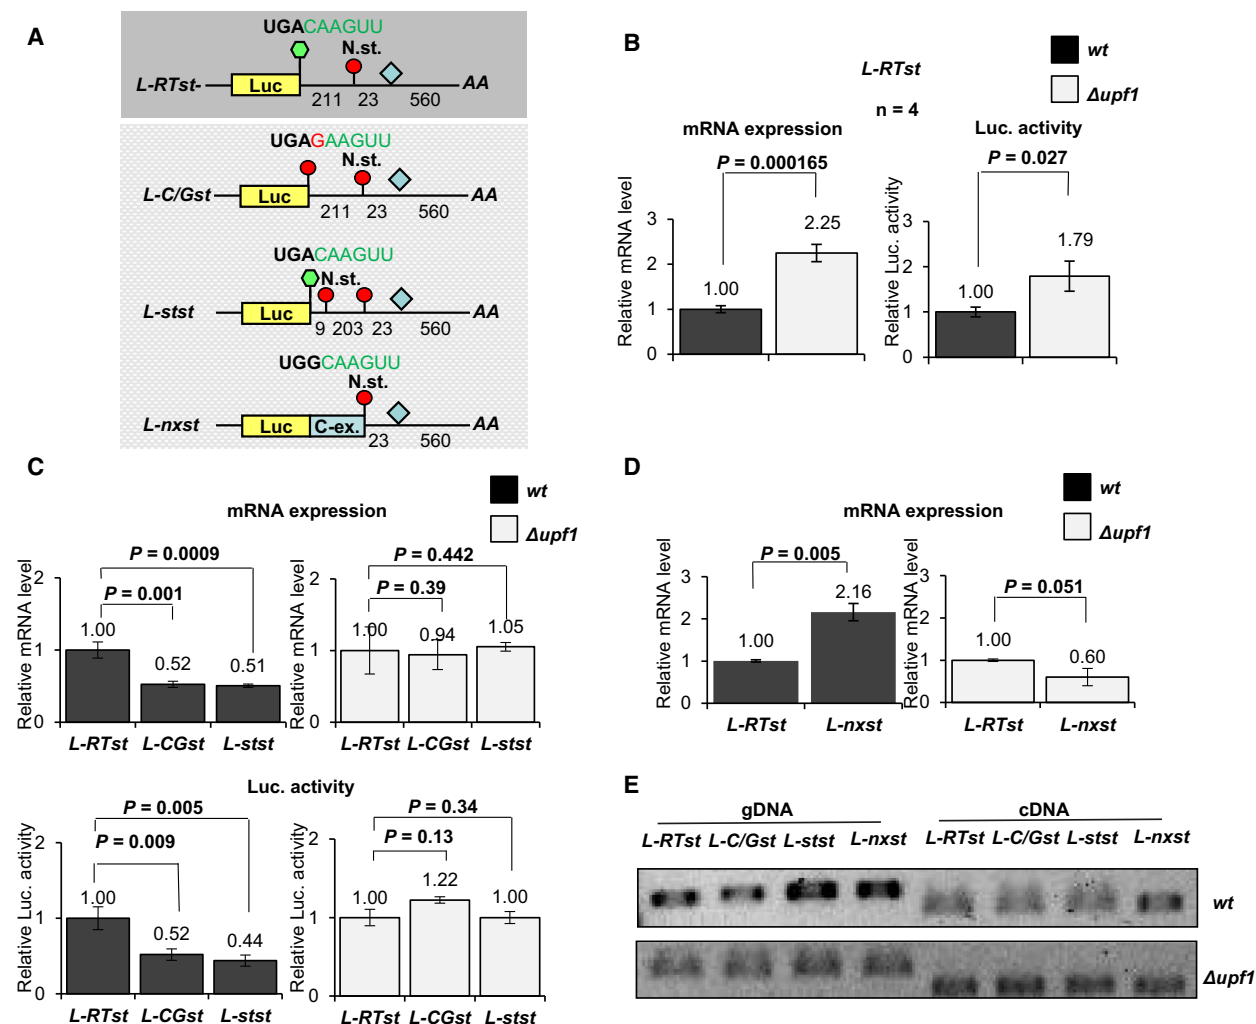 A
UGACAAGUU
N.st.
L-RTst- Luc AA
211 23 560
UGAGAAGUU
N.st.
L-C/Gst Luc AA
211 23 560
UGACAAGUU
N.st.
L-stst Luc AA
9 203 23 560
UGGCAAGUU
N.st.
L-nxst Luc C-ex. AA
23 560
B
wt
Δupf1
L-RTst
n = 4
mRNA expression
P = 0.000165
Relative mRNA level
3
2
1
0
1.00
2.25
Luc. activity
P = 0.027
Relative Luc. activity
3
2
1
0
1.00
1.79
C
wt
Δupf1
mRNA expression
P = 0.0009
P = 0.001
Relative mRNA level
2
1
0
1.00
0.52
0.51
L-RTst L-CGst L-stst
P = 0.442
P = 0.39
Relative mRNA level
2
1
0
1.00
0.94
1.05
L-RTst L-CGst L-stst
Luc. activity
P = 0.005
P = 0.009
Relative Luc. activity
2
1
0
1.00
0.52
0.44
L-RTst L-CGst L-stst
P = 0.34
P = 0.13
Relative Luc. activity
2
1
0
1.00
1.22
1.00
L-RTst L-CGst L-stst
D
wt
Δupf1
mRNA expression
P = 0.005
Relative mRNA level
3
2
1
0
1.00
2.16
L-RTst L-nxst
P = 0.051
Relative mRNA level
3
2
1
0
1.00
0.60
L-RTst L-nxst
E
gDNA cDNA
L-RTst L-C/Gst L-stst L-nxst L-RTst L-C/Gst L-stst L-nxst
wt
Δupf1